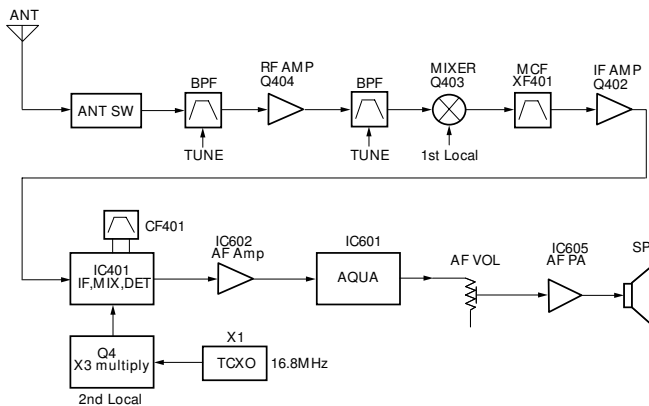 ANT
ANT SW
BPF
TUNE
RF AMP
Q404
BPF
TUNE
MIXER
Q403
1st Local
MCF
XF401
IF AMP
Q402
CF401
IC401
IF,MIX,DET
IC602
AF Amp
IC601
AQUA
AF VOL
IC605
AF PA
SP
Q4
X3 multiply
2nd Local
X1
TCXO
16.8MHz